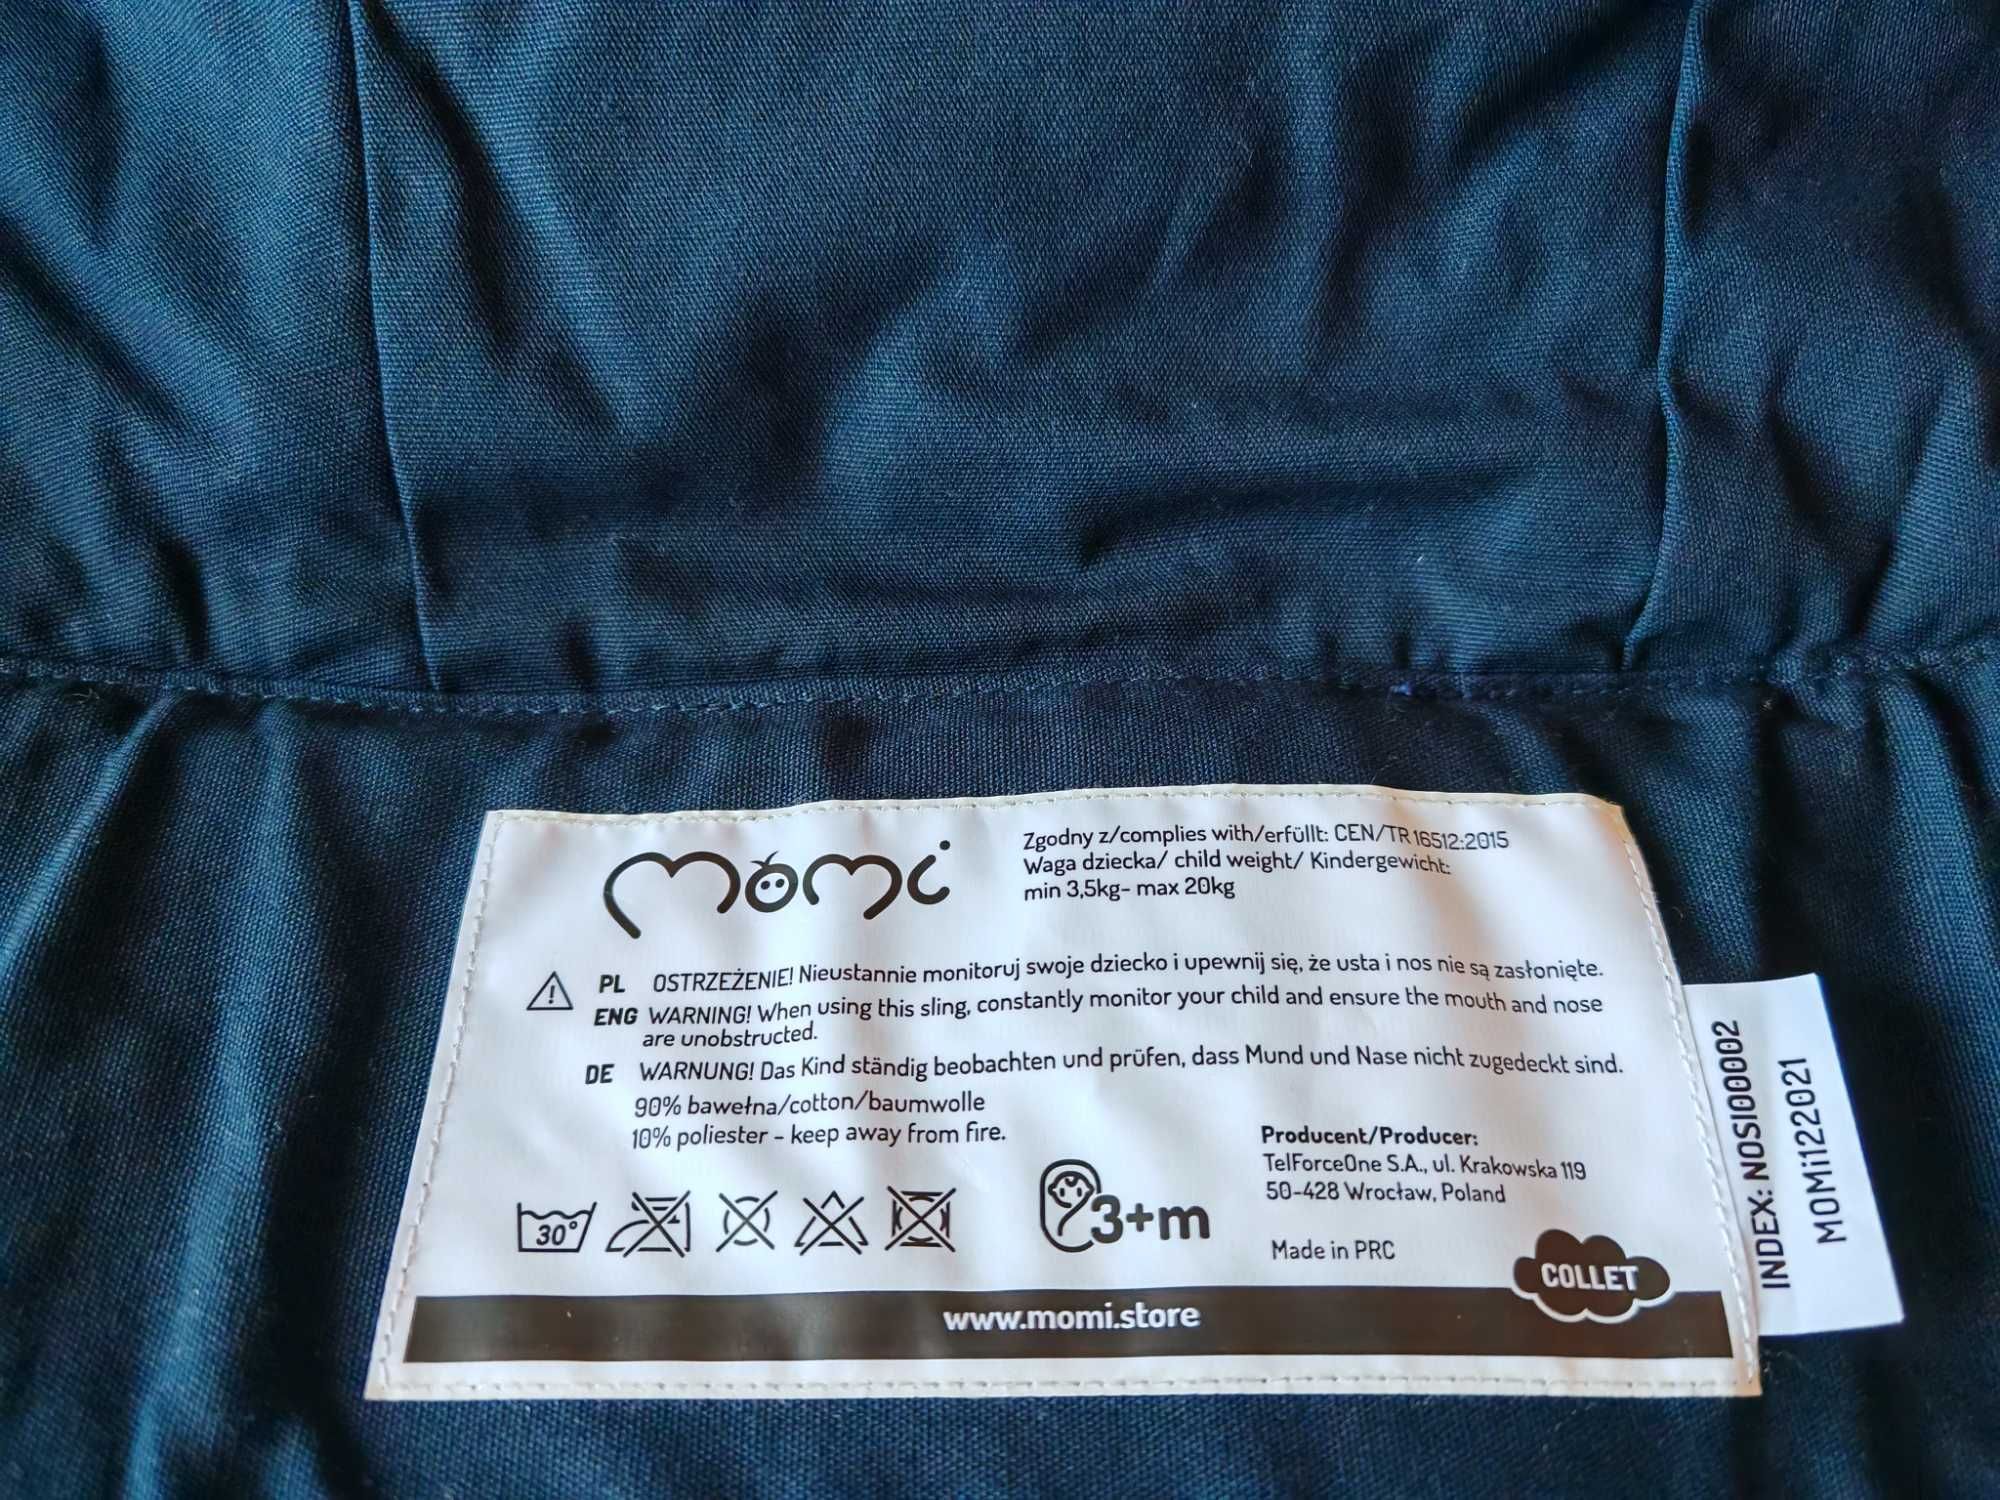 momi
Zgodny z/complies with/erfüllt: CEN/TR 16512:2015
Waga dziecka/ child weight/ Kindergewicht:
min 3,5kg- max 20kg
PL OSTRZEŻENIE! Nieustannie monitoruj swoje dziecko i upewnij się, że usta i nos nie są zasłonięte.
ENG WARNING! When using this sling, constantly monitor your child and ensure the mouth and nose
are unobstructed.
DE WARNUNG! Das Kind ständig beobachten und prüfen, dass Mund und Nase nicht zugedeckt sind.
90% bawełna/cotton/baumwolle
10% poliester - keep away from fire.
30°
3+m
Producent/Producer:
TelForceOne S.A., ul. Krakowska 119
50-428 Wrocław, Poland
Made in PRC
COLLET
www.momi.store
INDEX: NOSI00002
MOMi122021